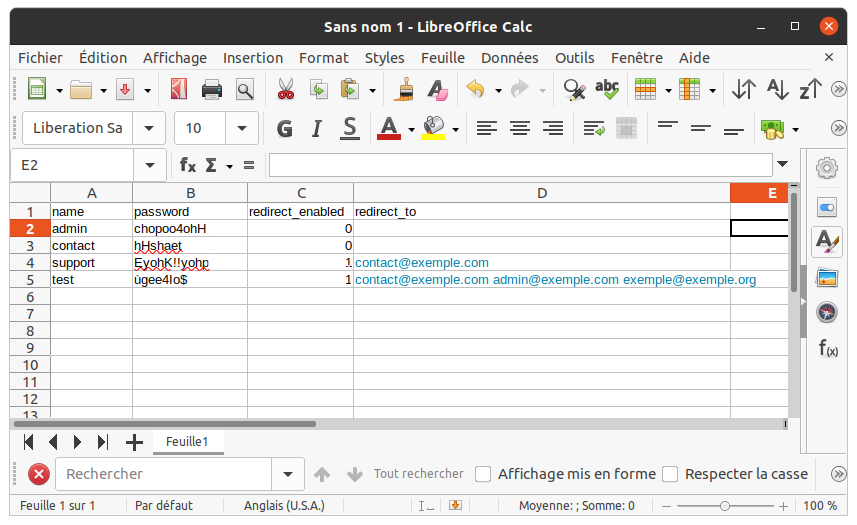 Sans nom 1 - LibreOffice Calc
Fichier Édition Affichage Insertion Format Styles Feuille Données Outils Fenêtre Aide
abc
Liberation Sa 10 G I S A
E2 fx Σ =
A B C D E
1 name password redirect_enabled redirect_to
2 admin chopoo4ohH 0
3 contact hHshaet 0
4 support EyohK!!yohp 1 contact@exemple.com
5 test ùgee4Io$ 1 contact@exemple.com admin@exemple.com exemple@exemple.org
6
7
8
9
10
11
12
13
Feuille1
Rechercher Tout rechercher Affichage mis en forme Respecter la casse
Feuille 1 sur 1 Par défaut Anglais (U.S.A.) Moyenne: ; Somme: 0 100 %